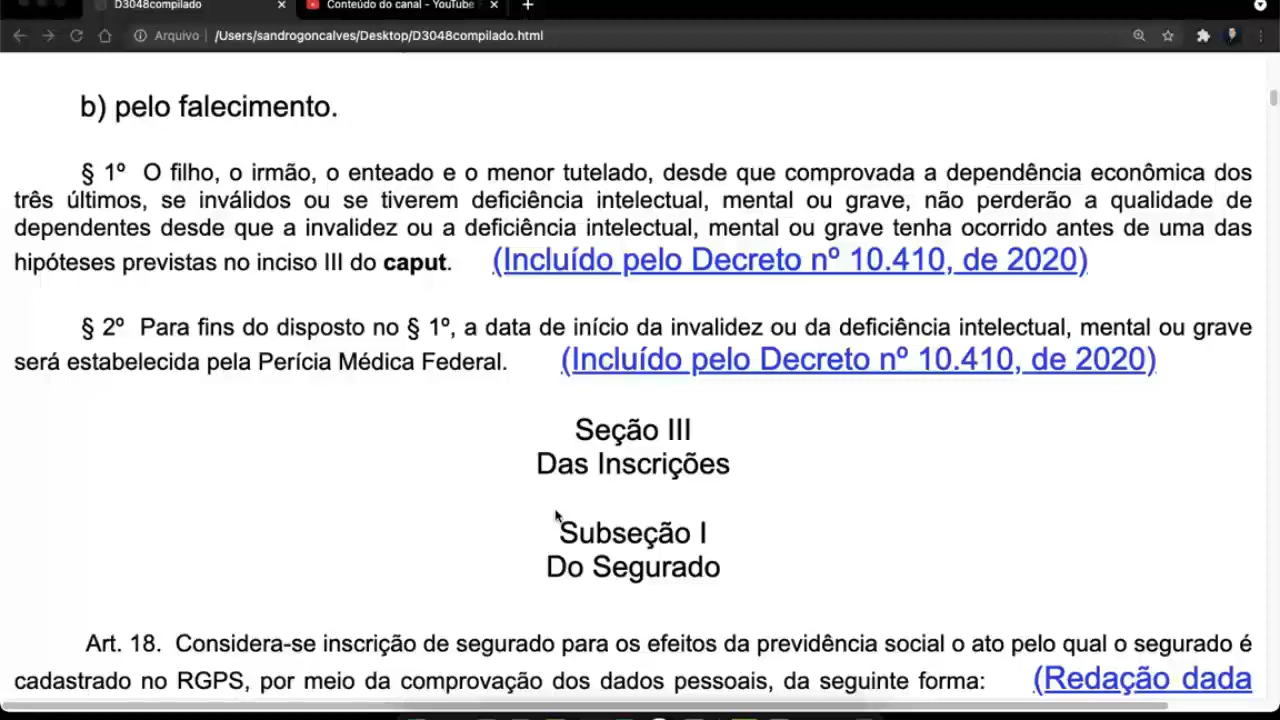 D3048compilado
Conteúdo do canal - YouTube
Arquivo | /Users/sandrogoncalves/Desktop/D3048compilado.html
b) pelo falecimento.
§ 1º O filho, o irmão, o enteado e o menor tutelado, desde que comprovada a dependência econômica dos
três últimos, se inválidos ou se tiverem deficiência intelectual, mental ou grave, não perderão a qualidade de
dependentes desde que a invalidez ou a deficiência intelectual, mental ou grave tenha ocorrido antes de uma das
hipóteses previstas no inciso III do caput. (Incluído pelo Decreto nº 10.410, de 2020)
§ 2º Para fins do disposto no § 1º, a data de início da invalidez ou da deficiência intelectual, mental ou grave
será estabelecida pela Perícia Médica Federal. (Incluído pelo Decreto nº 10.410, de 2020)
Seção III
Das Inscrições
Subseção I
Do Segurado
Art. 18. Considera-se inscrição de segurado para os efeitos da previdência social o ato pelo qual o segurado é
cadastrado no RGPS, por meio da comprovação dos dados pessoais, da seguinte forma: (Redação dada